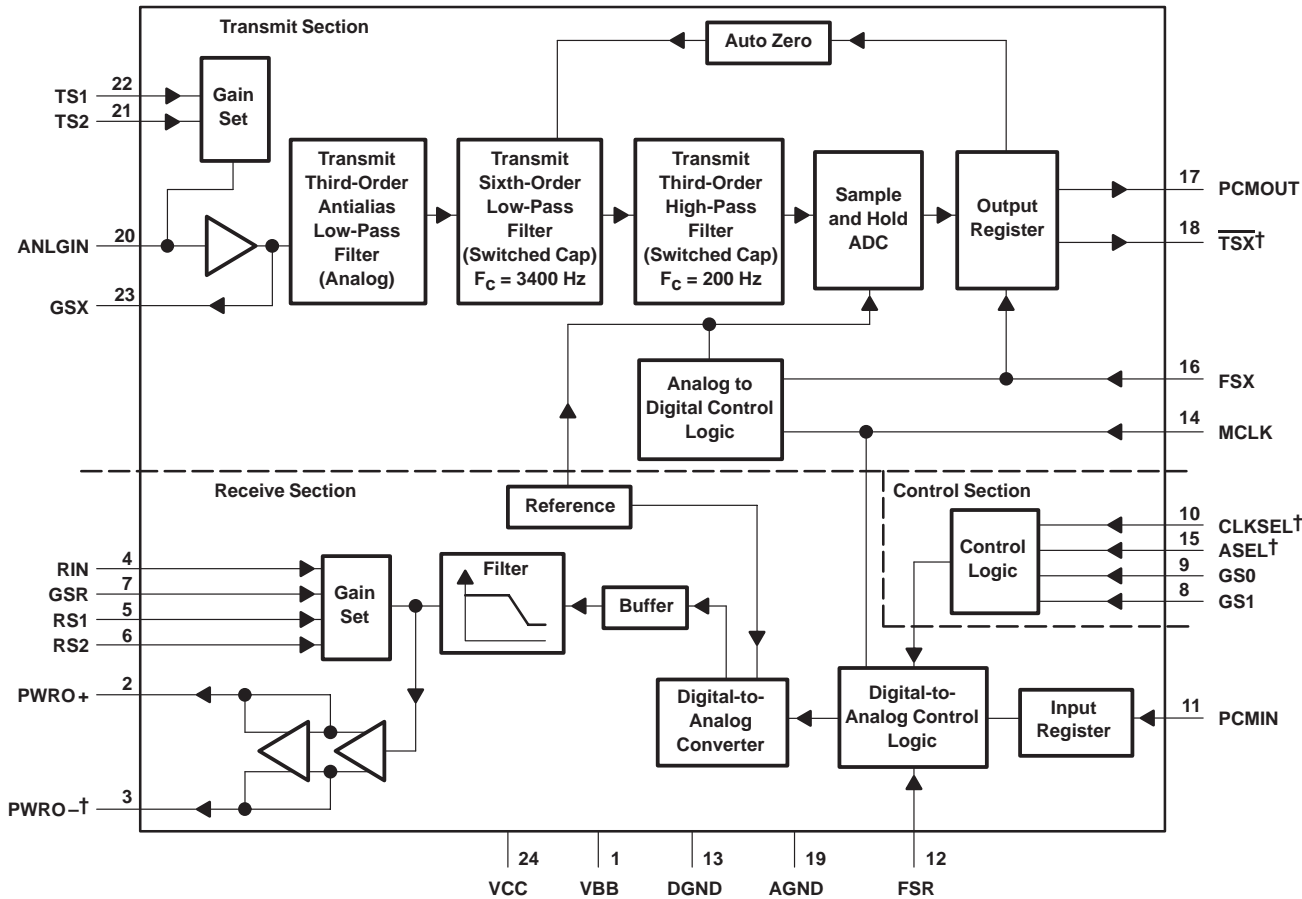 Transmit Section
Auto Zero
TS1
22
TS2
21
Gain
Set
ANLGIN
20
GSX
23
Transmit
Third-Order
Antialias
Low-Pass
Filter
(Analog)
Transmit
Sixth-Order
Low-Pass
Filter
(Switched Cap)
FC = 3400 Hz
Transmit
Third-Order
High-Pass
Filter
(Switched Cap)
FC = 200 Hz
Sample
and Hold
ADC
Output
Register
17
PCMOUT
18
TSX†
Analog to
Digital Control
Logic
16
FSX
14
MCLK
Receive Section
Reference
Control Section
Control
Logic
10
CLKSEL†
15
ASEL†
9
GS0
8
GS1
RIN
4
GSR
7
RS1
5
RS2
6
Gain
Set
Filter
Buffer
PWRO+
2
PWRO–†
3
Digital-to-
Analog
Converter
Digital-to-
Analog Control
Logic
Input
Register
11
PCMIN
24
VCC
1
VBB
13
DGND
19
AGND
12
FSR